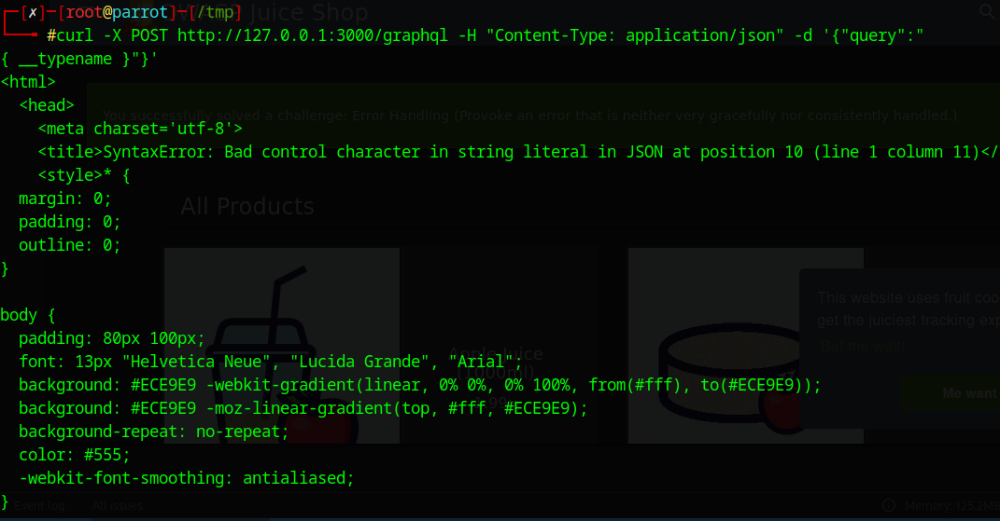 ┌─[✗]─[root@parrot]─[/tmp]
└──╼ #curl -X POST http://127.0.0.1:3000/graphql -H "Content-Type: application/json" -d '{"query":"
{ __typename }"}'
<html>
  <head>
    <meta charset='utf-8'>
    <title>SyntaxError: Bad control character in string literal in JSON at position 10 (line 1 column 11)</
    <style>* {
  margin: 0;
  padding: 0;
  outline: 0;
}

body {
  padding: 80px 100px;
  font: 13px "Helvetica Neue", "Lucida Grande", "Arial";
  background: #ECE9E9 -webkit-gradient(linear, 0% 0%, 0% 100%, from(#fff), to(#ECE9E9));
  background: #ECE9E9 -moz-linear-gradient(top, #fff, #ECE9E9);
  background-repeat: no-repeat;
  color: #555;
  -webkit-font-smoothing: antialiased;
}
Juice Shop
You successfully solved a challenge: Error Handling (Provoke an error that is neither very gracefully nor consistently handled.)
All Products
Apple Juice
(1000ml)
This website uses fruit coo
get the juiciest tracking exp
But me wait!
Me want
Event log
All issues
Memory: 125.2M